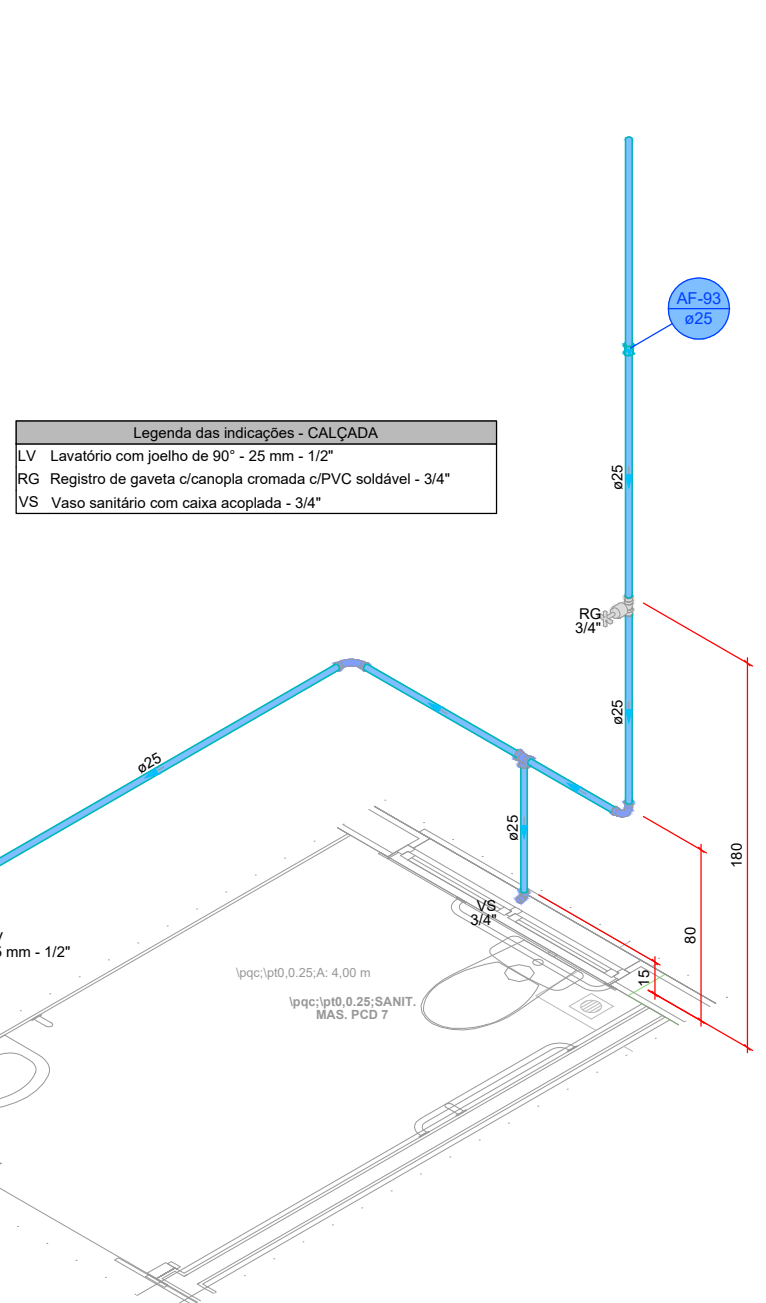 AF-93
ø25
Legenda das indicações - CALÇADA
LV Lavatório com joelho de 90° - 25 mm - 1/2"
RG Registro de gaveta c/canopla cromada c/PVC soldável - 3/4"
VS Vaso sanitário com caixa acoplada - 3/4"
ø25
RG
3/4"
ø25
ø25
ø25
180
80
15
VS
3/4"
mm - 1/2"
\pqc;\pt0,0.25;A: 4,00 m
\pqc;\pt0,0.25;SANIT.
MAS. PCD 7